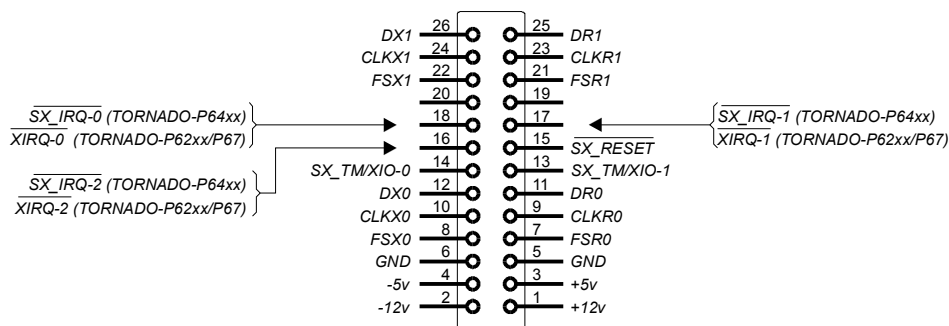 DX1 26 25 DR1
CLKX1 24 23 CLKR1
FSX1 22 21 FSR1
20 19
SX_IRQ-0 (TORNADO-P64xx) 18 17 SX_IRQ-1 (TORNADO-P64xx)
XIRQ-0 (TORNADO-P62xx/P67) XIRQ-1 (TORNADO-P62xx/P67)
16 15 SX_RESET
SX_TM/XIO-0 14 13 SX_TM/XIO-1
SX_IRQ-2 (TORNADO-P64xx)
XIRQ-2 (TORNADO-P62xx/P67)
DX0 12 11 DR0
CLKX0 10 9 CLKR0
FSX0 8 7 FSR0
GND 6 5 GND
-5v 4 3 +5v
-12v 2 1 +12v